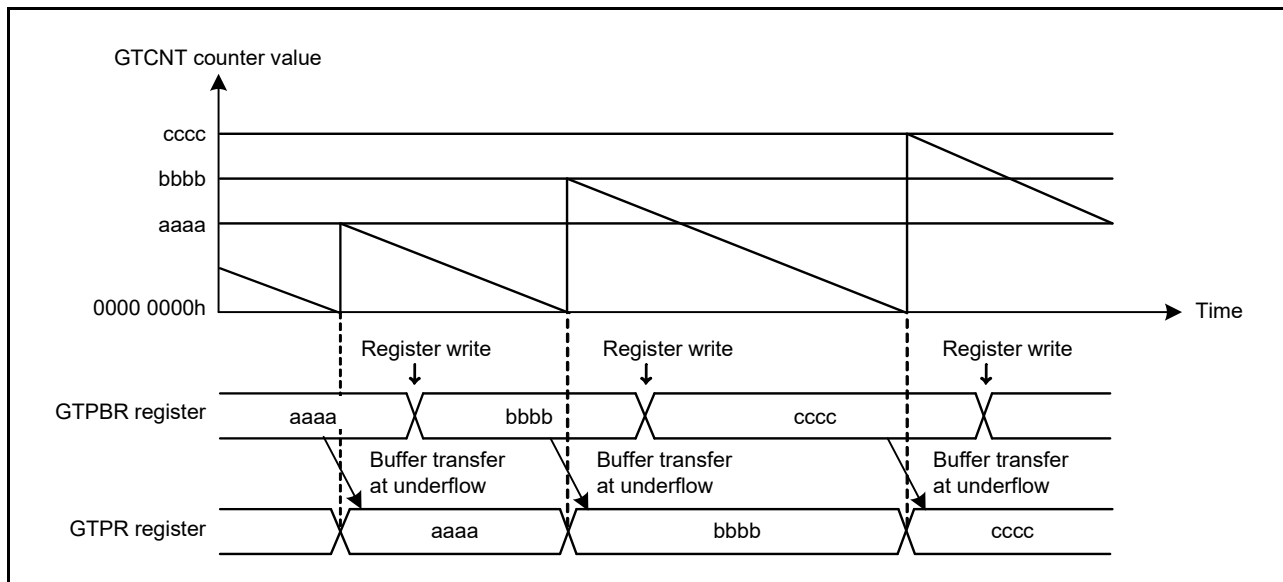 GTCNT counter value
cccc
bbbb
aaaa
0000 0000h
Time
Register write
Register write
Register write
GTPBR register
aaaa
bbbb
cccc
Buffer transfer
at underflow
Buffer transfer
at underflow
Buffer transfer
at underflow
GTPR register
aaaa
bbbb
cccc